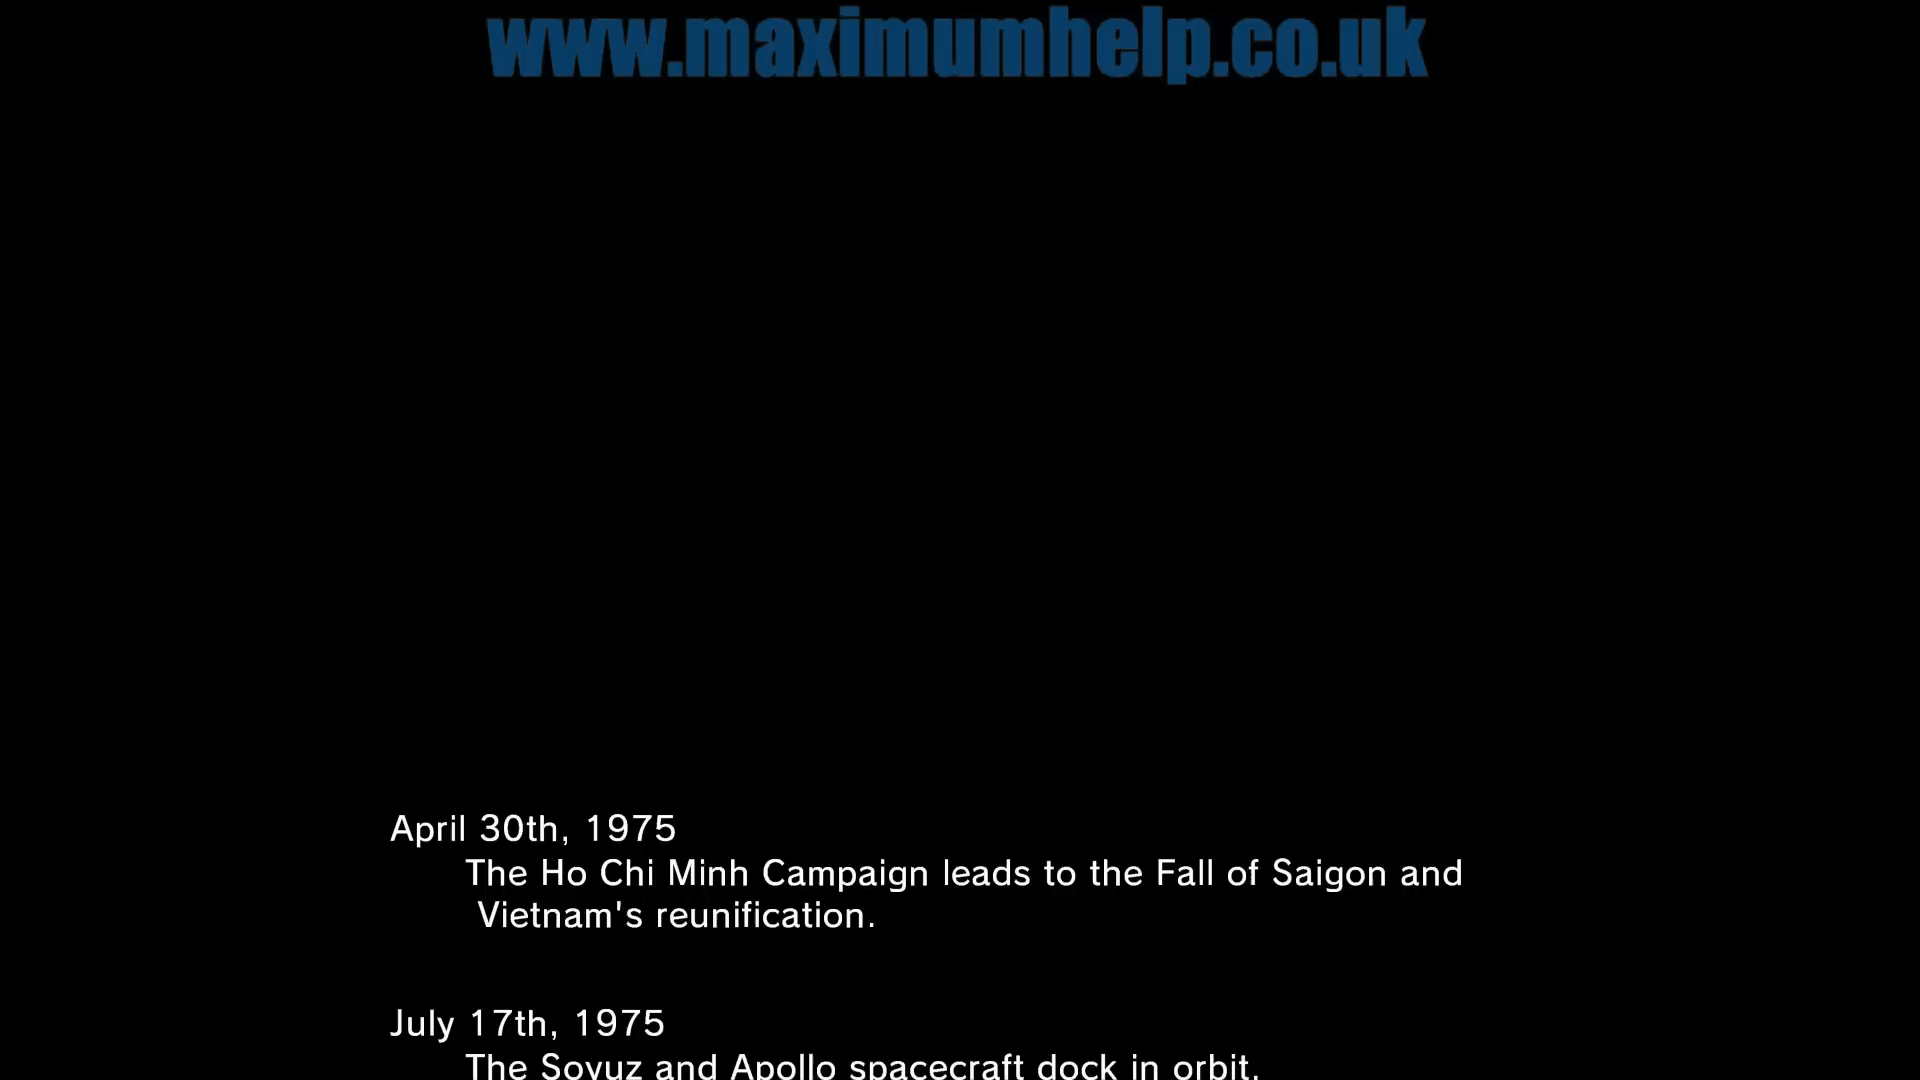 www.maximumhelp.co.uk
April 30th, 1975
The Ho Chi Minh Campaign leads to the Fall of Saigon and
Vietnam's reunification.
July 17th, 1975
The Soyuz and Apollo spacecraft dock in orbit.